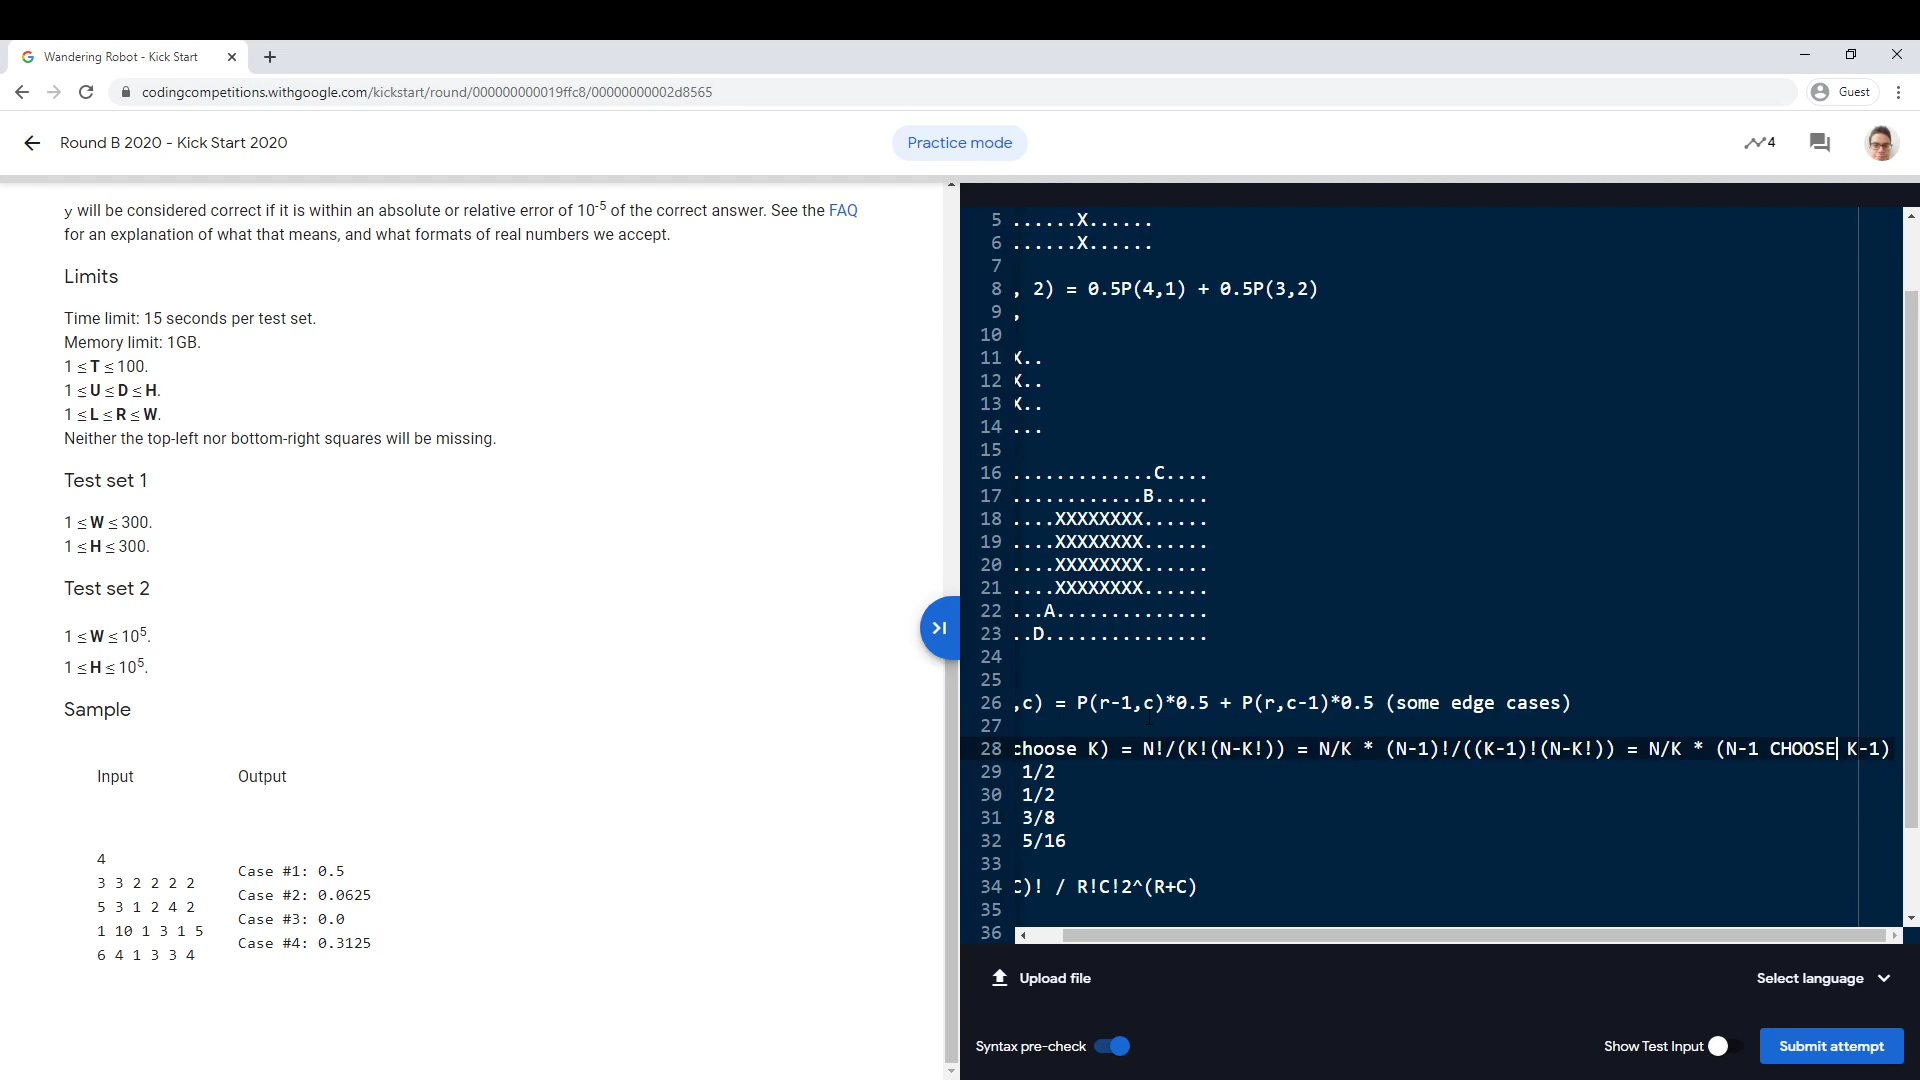 Wandering Robot - Kick Start
codingcompetitions.withgoogle.com/kickstart/round/000000000019ffc8/00000000002d8565
Guest
Round B 2020 - Kick Start 2020
Practice mode
4
y will be considered correct if it is within an absolute or relative error of 10-5 of the correct answer. See the FAQ
for an explanation of what that means, and what formats of real numbers we accept.
Limits
Time limit: 15 seconds per test set.
Memory limit: 1GB.
1 ≤ T ≤ 100.
1 ≤ U ≤ D ≤ H.
1 ≤ L ≤ R ≤ W.
Neither the top-left nor bottom-right squares will be missing.
Test set 1
1 ≤ W ≤ 300.
1 ≤ H ≤ 300.
Test set 2
1 ≤ W ≤ 10^5.
1 ≤ H ≤ 10^5.
Sample
Input Output
4
3 3 2 2 2 2
5 3 1 2 4 2
1 10 1 3 1 5
6 4 1 3 3 4
Case #1: 0.5
Case #2: 0.0625
Case #3: 0.0
Case #4: 0.3125
5 ......X......
6 ......X......
7
8 , 2) = 0.5P(4,1) + 0.5P(3,2)
9 ,
10
11 X..
12 X..
13 X..
14 ...
15
16 .............C....
17 ............B.....
18 ....XXXXXXXX......
19 ....XXXXXXXX......
20 ....XXXXXXXX......
21 ....XXXXXXXX......
22 ...A..............
23 ..D...............
24
25
26 ,c) = P(r-1,c)*0.5 + P(r,c-1)*0.5 (some edge cases)
27
28 choose K) = N!/(K!(N-K!)) = N/K * (N-1)!/((K-1)!(N-K!)) = N/K * (N-1 CHOOSE K-1)
29 1/2
30 1/2
31 3/8
32 5/16
33
34 C)! / R!C!2^(R+C)
35
36
Upload file
Select language
Syntax pre-check
Show Test Input
Submit attempt